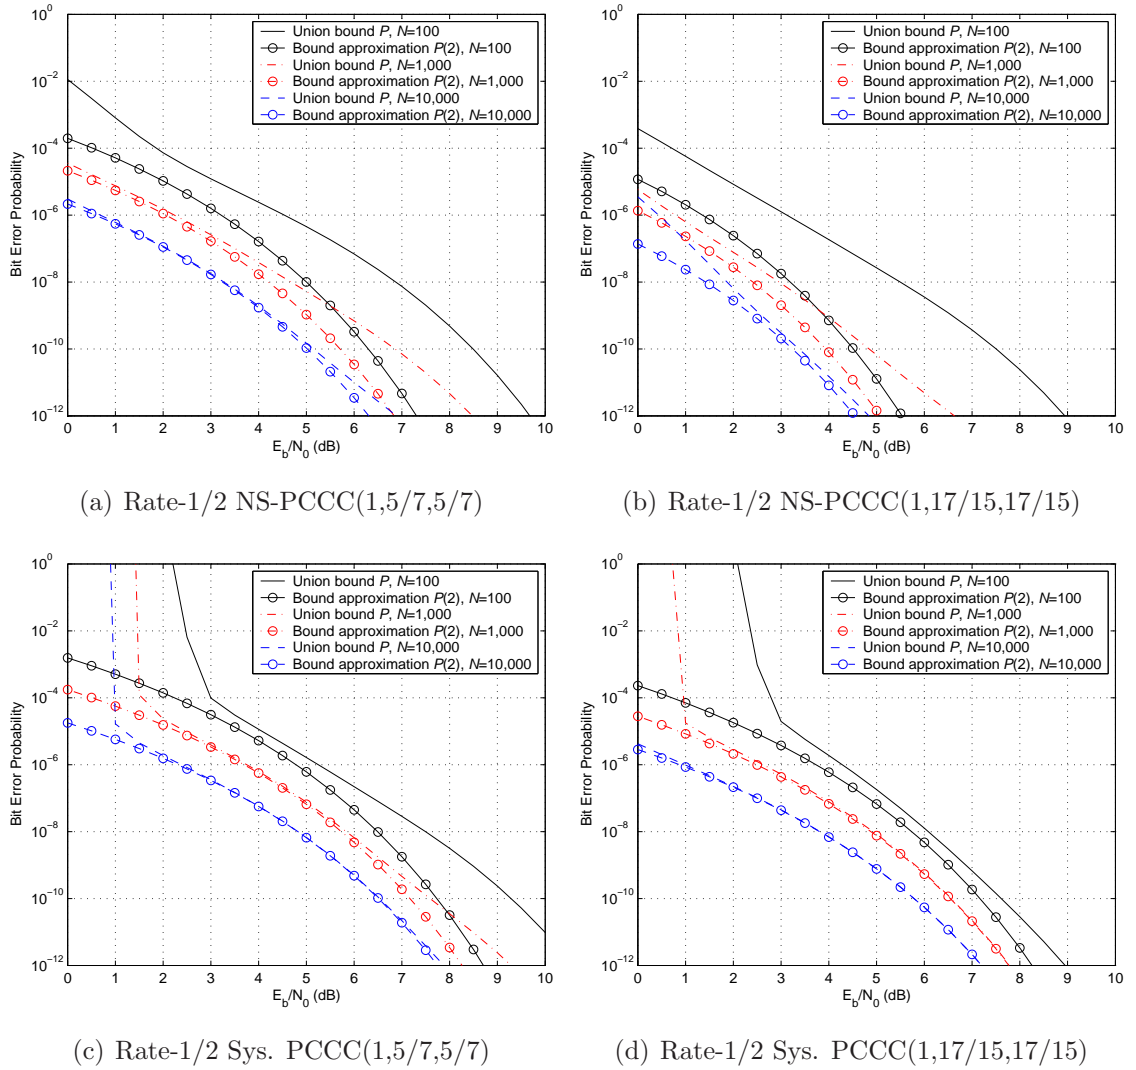 Union bound P, N=100
Bound approximation P(2), N=100
Union bound P, N=1,000
Bound approximation P(2), N=1,000
Union bound P, N=10,000
Bound approximation P(2), N=10,000
10^0
10^-2
10^-4
10^-6
10^-8
10^-10
10^-12
Bit Error Probability
0 1 2 3 4 5 6 7 8 9 10
E_b/N_0 (dB)
(a) Rate-1/2 NS-PCCC(1,5/7,5/7)
Union bound P, N=100
Bound approximation P(2), N=100
Union bound P, N=1,000
Bound approximation P(2), N=1,000
Union bound P, N=10,000
Bound approximation P(2), N=10,000
10^0
10^-2
10^-4
10^-6
10^-8
10^-10
10^-12
Bit Error Probability
0 1 2 3 4 5 6 7 8 9 10
E_b/N_0 (dB)
(b) Rate-1/2 NS-PCCC(1,17/15,17/15)
Union bound P, N=100
Bound approximation P(2), N=100
Union bound P, N=1,000
Bound approximation P(2), N=1,000
Union bound P, N=10,000
Bound approximation P(2), N=10,000
10^0
10^-2
10^-4
10^-6
10^-8
10^-10
10^-12
Bit Error Probability
0 1 2 3 4 5 6 7 8 9 10
E_b/N_0 (dB)
(c) Rate-1/2 Sys. PCCC(1,5/7,5/7)
Union bound P, N=100
Bound approximation P(2), N=100
Union bound P, N=1,000
Bound approximation P(2), N=1,000
Union bound P, N=10,000
Bound approximation P(2), N=10,000
10^0
10^-2
10^-4
10^-6
10^-8
10^-10
10^-12
Bit Error Probability
0 1 2 3 4 5 6 7 8 9 10
E_b/N_0 (dB)
(d) Rate-1/2 Sys. PCCC(1,17/15,17/15)